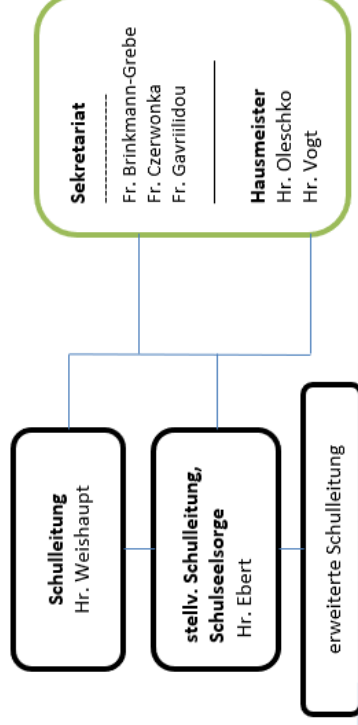 Schulleitung
Hr. Weishaupt
stellv. Schulleitung,
Schulseelsorge
Hr. Ebert
erweiterte Schulleitung
Sekretariat
--------------------
Fr. Brinkmann-Grebe
Fr. Czerwonka
Fr. Gavriilidou
Hausmeister
Hr. Oleschko
Hr. Vogt